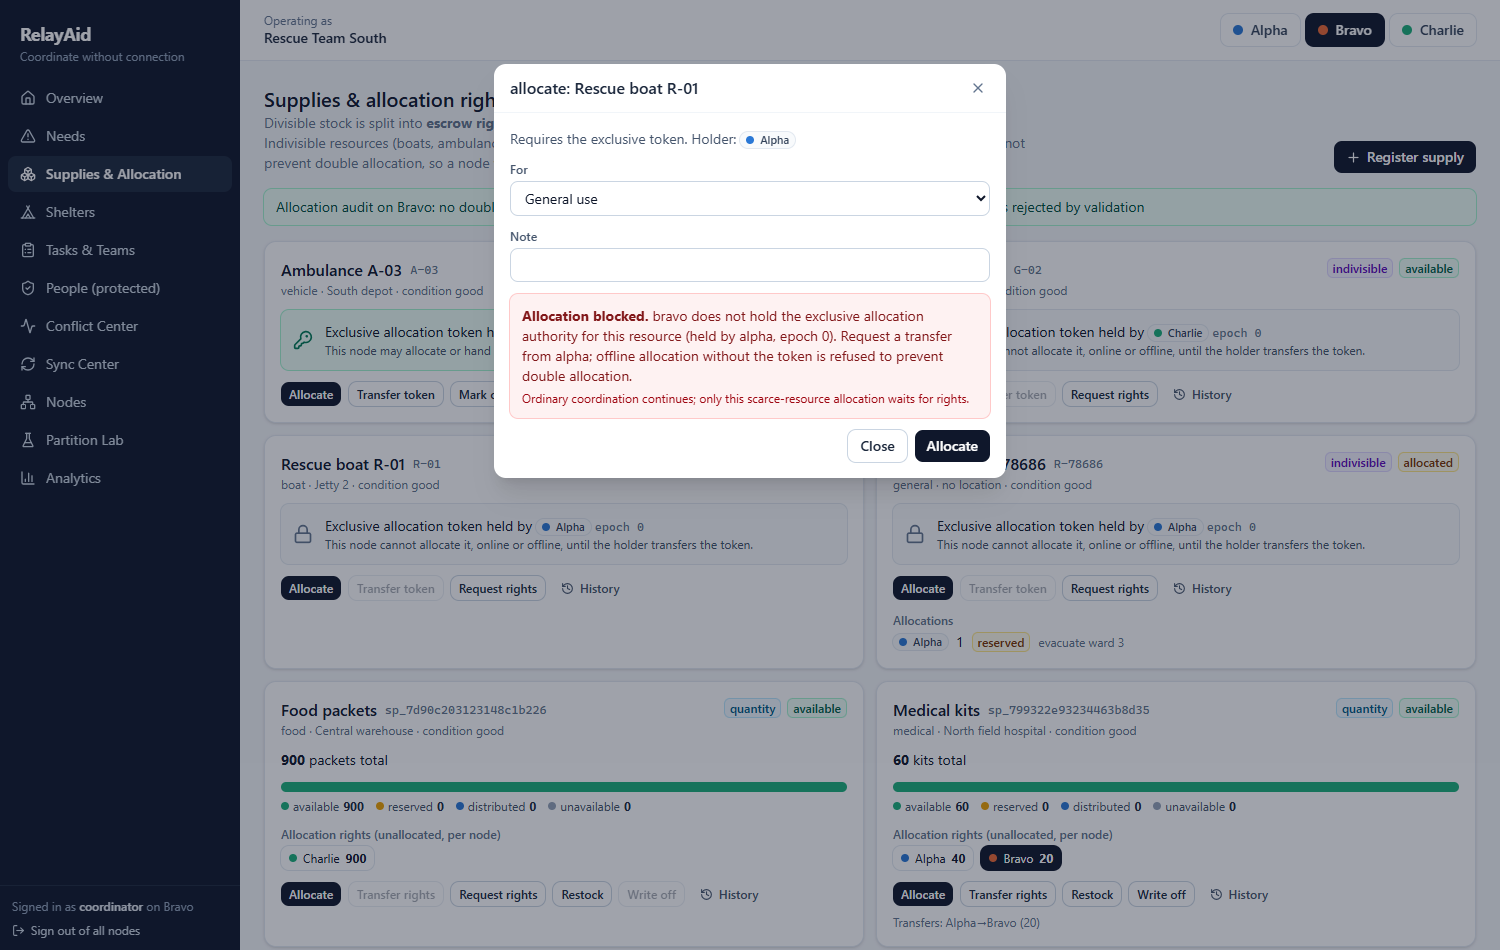 RelayAid
Coordinate without connection
Overview
Needs
Supplies & Allocation
Shelters
Tasks & Teams
People (protected)
Conflict Center
Sync Center
Nodes
Partition Lab
Analytics
Signed in as coordinator on Bravo
Sign out of all nodes
Operating as
Rescue Team South
Alpha
Bravo
Charlie
Supplies & allocation righ
Divisible stock is split into escrow rig
Indivisible resources (boats, ambulan
not
prevent double allocation, so a node
+ Register supply
Allocation audit on Bravo: no doubl
rejected by validation
allocate: Rescue boat R-01
Requires the exclusive token. Holder: Alpha
For
General use
Note
Allocation blocked. bravo does not hold the exclusive allocation
authority for this resource (held by alpha, epoch 0). Request a transfer
from alpha; offline allocation without the token is refused to prevent
double allocation.
Ordinary coordination continues; only this scarce-resource allocation waits for rights.
Close
Allocate
Ambulance A-03 A-03
vehicle · South depot · condition good
Exclusive allocation token h
This node may allocate or hand
Allocate
Transfer token
Mark
G-02
indivisible
available
dition good
location token held by Charlie epoch 0
not allocate it, online or offline, until the holder transfers the token.
r token
Request rights
History
Rescue boat R-01 R-01
boat · Jetty 2 · condition good
Exclusive allocation token held by Alpha epoch 0
This node cannot allocate it, online or offline, until the holder transfers the token.
Allocate
Transfer token
Request rights
History
78686 R-78686
indivisible
allocated
general · no location · condition good
Exclusive allocation token held by Alpha epoch 0
This node cannot allocate it, online or offline, until the holder transfers the token.
Allocate
Transfer token
Request rights
History
Allocations
Alpha 1 reserved evacuate ward 3
Food packets sp_7d90c203123148c1b226
quantity
available
food · Central warehouse · condition good
900 packets total
available 900 reserved 0 distributed 0 unavailable 0
Allocation rights (unallocated, per node)
Charlie 900
Allocate
Transfer rights
Request rights
Restock
Write off
History
Medical kits sp_799322e93234463b8d35
quantity
available
medical · North field hospital · condition good
60 kits total
available 60 reserved 0 distributed 0 unavailable 0
Allocation rights (unallocated, per node)
Alpha 40
Bravo 20
Allocate
Transfer rights
Restock
Write off
History
Transfers: Alpha→Bravo (20)